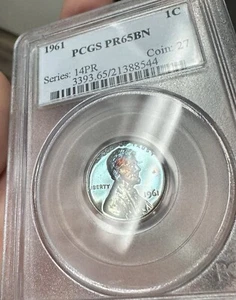 1961 1C
PCGS PR65BN
Series: 14PR Coin: 27
3393.65/21388544
LIBERTY 1961